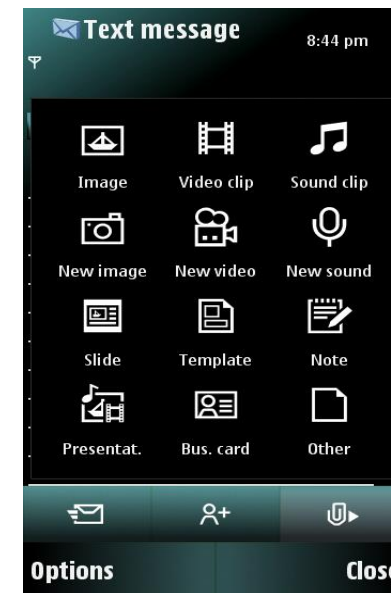 Text message
8:44 pm
Image Video clip Sound clip
New image New video New sound
Slide Template Note
Presentat. Bus. card Other
Options Close